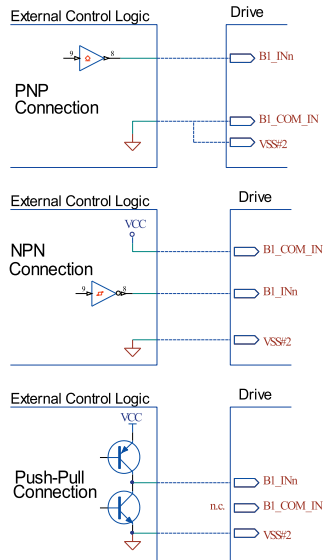 External Control Logic
Drive
9
8
B1_INn
PNP
Connection
B1_COM_IN
VSS#2
External Control Logic
Drive
VCC
NPN
Connection
B1_COM_IN
9
8
B1_INn
VSS#2
External Control Logic
Drive
VCC
Push-Pull
Connection
B1_INn
n.c.
B1_COM_IN
VSS#2